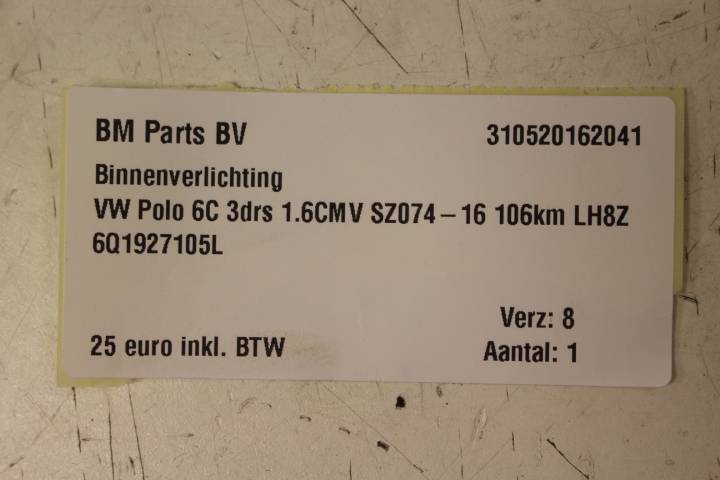 BM Parts BV 310520162041
Binnenverlichting
VW Polo 6C 3drs 1.6CMV SZ074 – 16 106km LH8Z
6Q1927105L
Verz: 8
25 euro inkl. BTW Aantal: 1